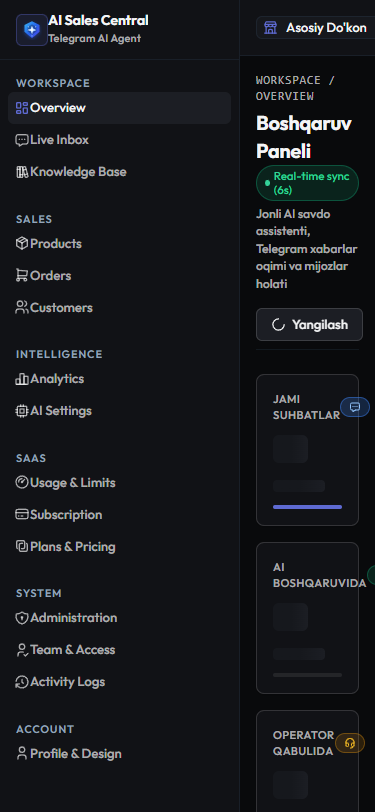 AI Sales Central
Telegram AI Agent
WORKSPACE
Overview
Live Inbox
Knowledge Base
SALES
Products
Orders
Customers
INTELLIGENCE
Analytics
AI Settings
SAAS
Usage & Limits
Subscription
Plans & Pricing
SYSTEM
Administration
Team & Access
Activity Logs
ACCOUNT
Profile & Design
Asosiy Do'kon
WORKSPACE /
OVERVIEW
Boshqaruv
Paneli
Real-time sync
(6s)
Jonli AI savdo
assistenti,
Telegram xabarlar
oqimi va mijozlar
holati
Yangilash
JAMI
SUHBATLAR
AI
BOSHQARUVIDA
OPERATOR
QABULIDA